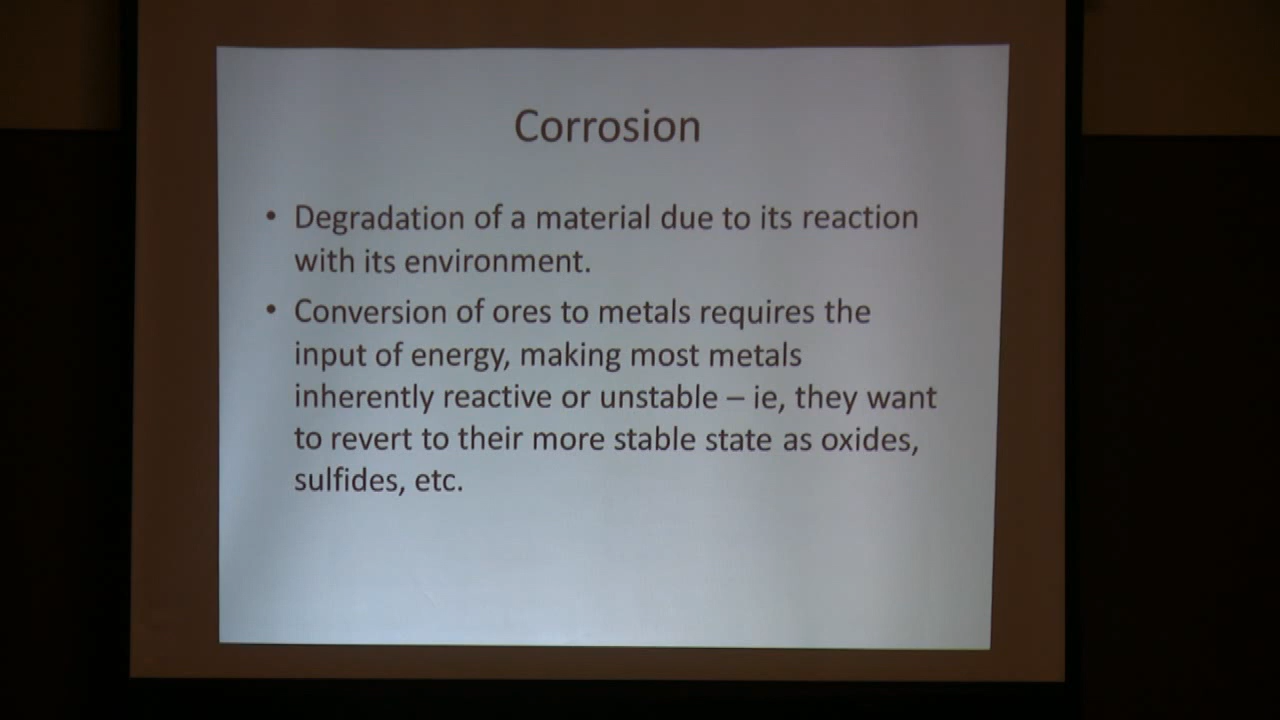 Corrosion
• Degradation of a material due to its reaction
with its environment.
• Conversion of ores to metals requires the
input of energy, making most metals
inherently reactive or unstable – ie, they want
to revert to their more stable state as oxides,
sulfides, etc.